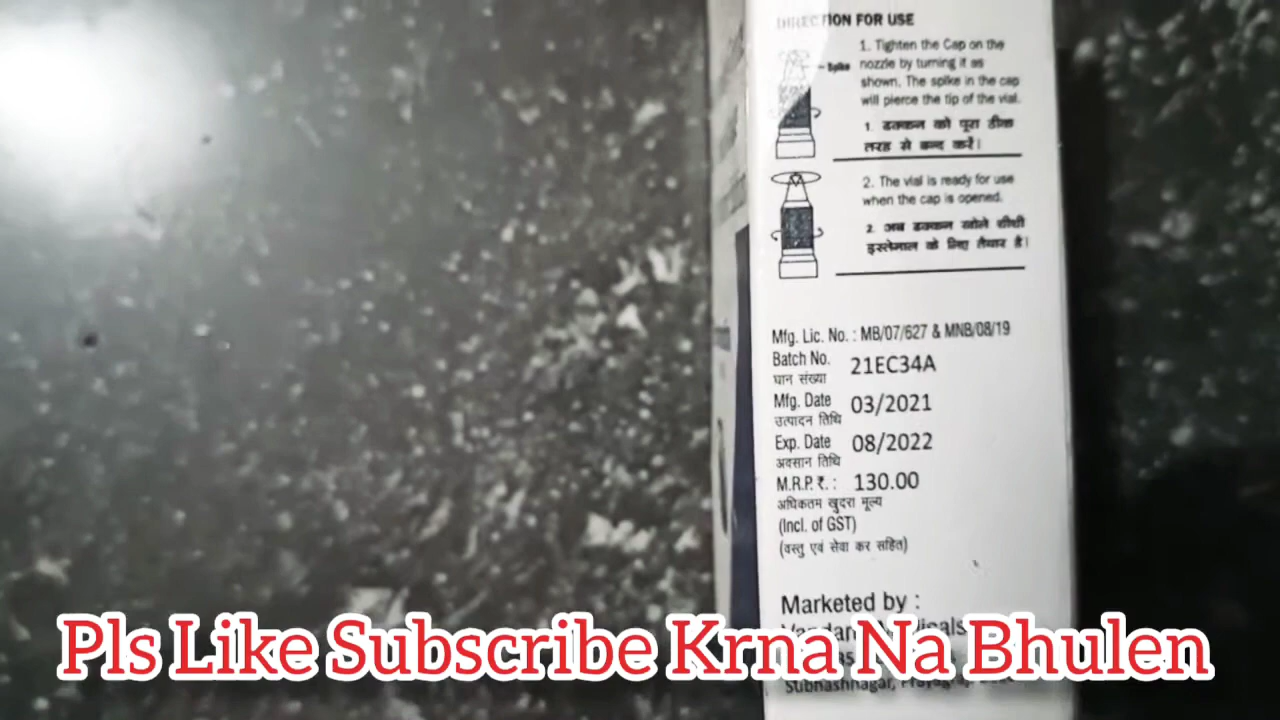 DIRECTION FOR USE
Spike
1. Tighten the Cap on the
nozzle by turning it as
shown. The spike in the cap
will pierce the tip of the vial.
1. ढक्कन को पूरा ठीक
तरह से बन्द करें।
2. The vial is ready for use
when the cap is opened.
2. अब ढक्कन खोले शीशी
इस्तेमाल के लिए तैयार है।
Mfg. Lic. No. : MB/07/627 & MNB/08/19
Batch No. 21EC34A
घान संख्या
Mfg. Date 03/2021
उत्पादन तिथि
Exp. Date 08/2022
अवसान तिथि
M.R.P. ₹. : 130.00
अधिकतम खुदरा मूल्य
(Incl. of GST)
(वस्तु एवं सेवा कर सहित)
Marketed by :
Pls Like Subscribe Krna Na Bhulen
Subhashnagar,